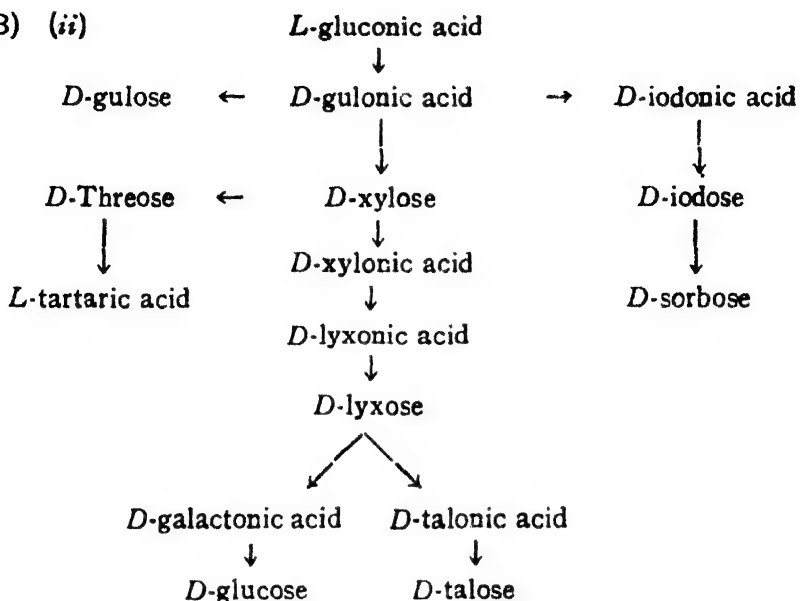 3) (ii) L-gluconic acid
↓
D-gulose ← D-gulonic acid → D-iodonic acid
↓ ↓
D-Threose ← D-xylose D-iodose
↓ ↓ ↓
D-xylonic acid
L-tartaric acid ↓ D-sorbose
D-lyxonic acid
↓
D-lyxose
↙ ↘
D-galactonic acid D-talonic acid
↓ ↓
D-glucose D-talose